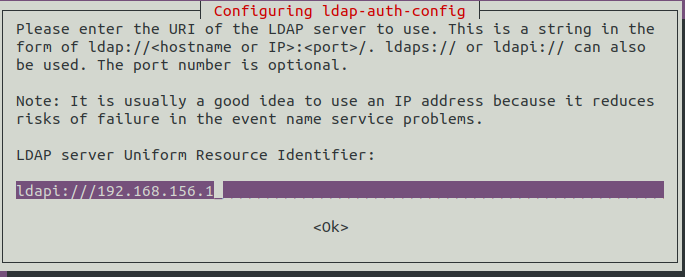 Configuring ldap-auth-config
Please enter the URI of the LDAP server to use. This is a string in the
form of ldap://<hostname or IP>:<port>/. ldaps:// or ldapi:// can also
be used. The port number is optional.
Note: It is usually a good idea to use an IP address because it reduces
risks of failure in the event name service problems.
LDAP server Uniform Resource Identifier:
ldapi:///192.168.156.1
<Ok>